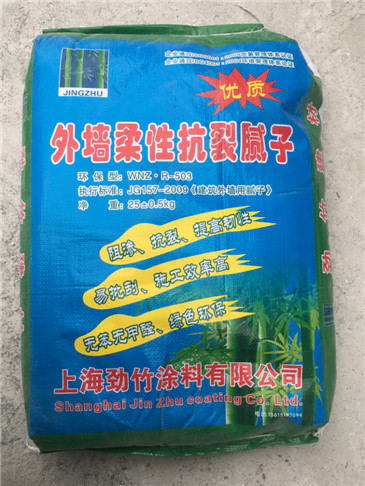 JINGZHU
优质
外墙柔性抗裂腻子
环保型：WNZ·R-503
执行标准：JG157-2009《建筑外墙用腻子》
净 重：25±0.5kg
阻渗、抗裂、提高韧性
易批刮、施工效率高
无苯无甲醛、绿色环保
上海劲竹涂料有限公司
Shanghai Jin Zhu coating Co. Ltd.